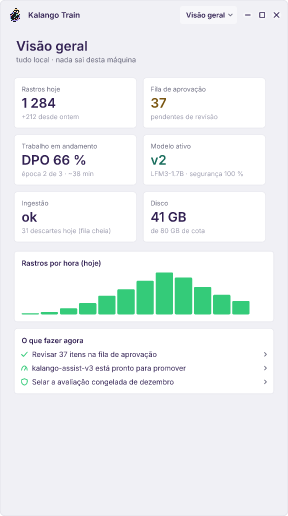 Kalango Train
Visão geral
Visão geral
tudo local · nada sai desta máquina
Rastros hoje
1 284
+212 desde ontem
Fila de aprovação
37
pendentes de revisão
Trabalho em andamento
DPO 66 %
época 2 de 3 · ~38 min
Modelo ativo
v2
LFM3-1.7B · segurança 100 %
Ingestão
ok
31 descartes hoje (fila cheia)
Disco
41 GB
de 60 GB de cota
Rastros por hora (hoje)
O que fazer agora
Revisar 37 itens na fila de aprovação
kalango-assist-v3 está pronto para promover
Selar a avaliação congelada de dezembro